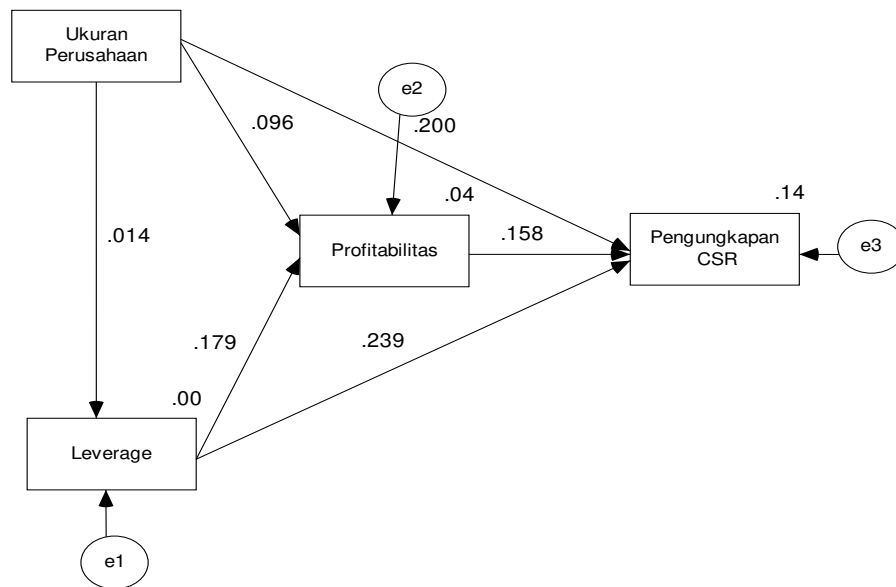 Ukuran
Perusahaan
e2
.096
.200
.04
.14
.014
Profitabilitas
.158
Pengungkapan
CSR
e3
.179
.239
.00
Leverage
e1